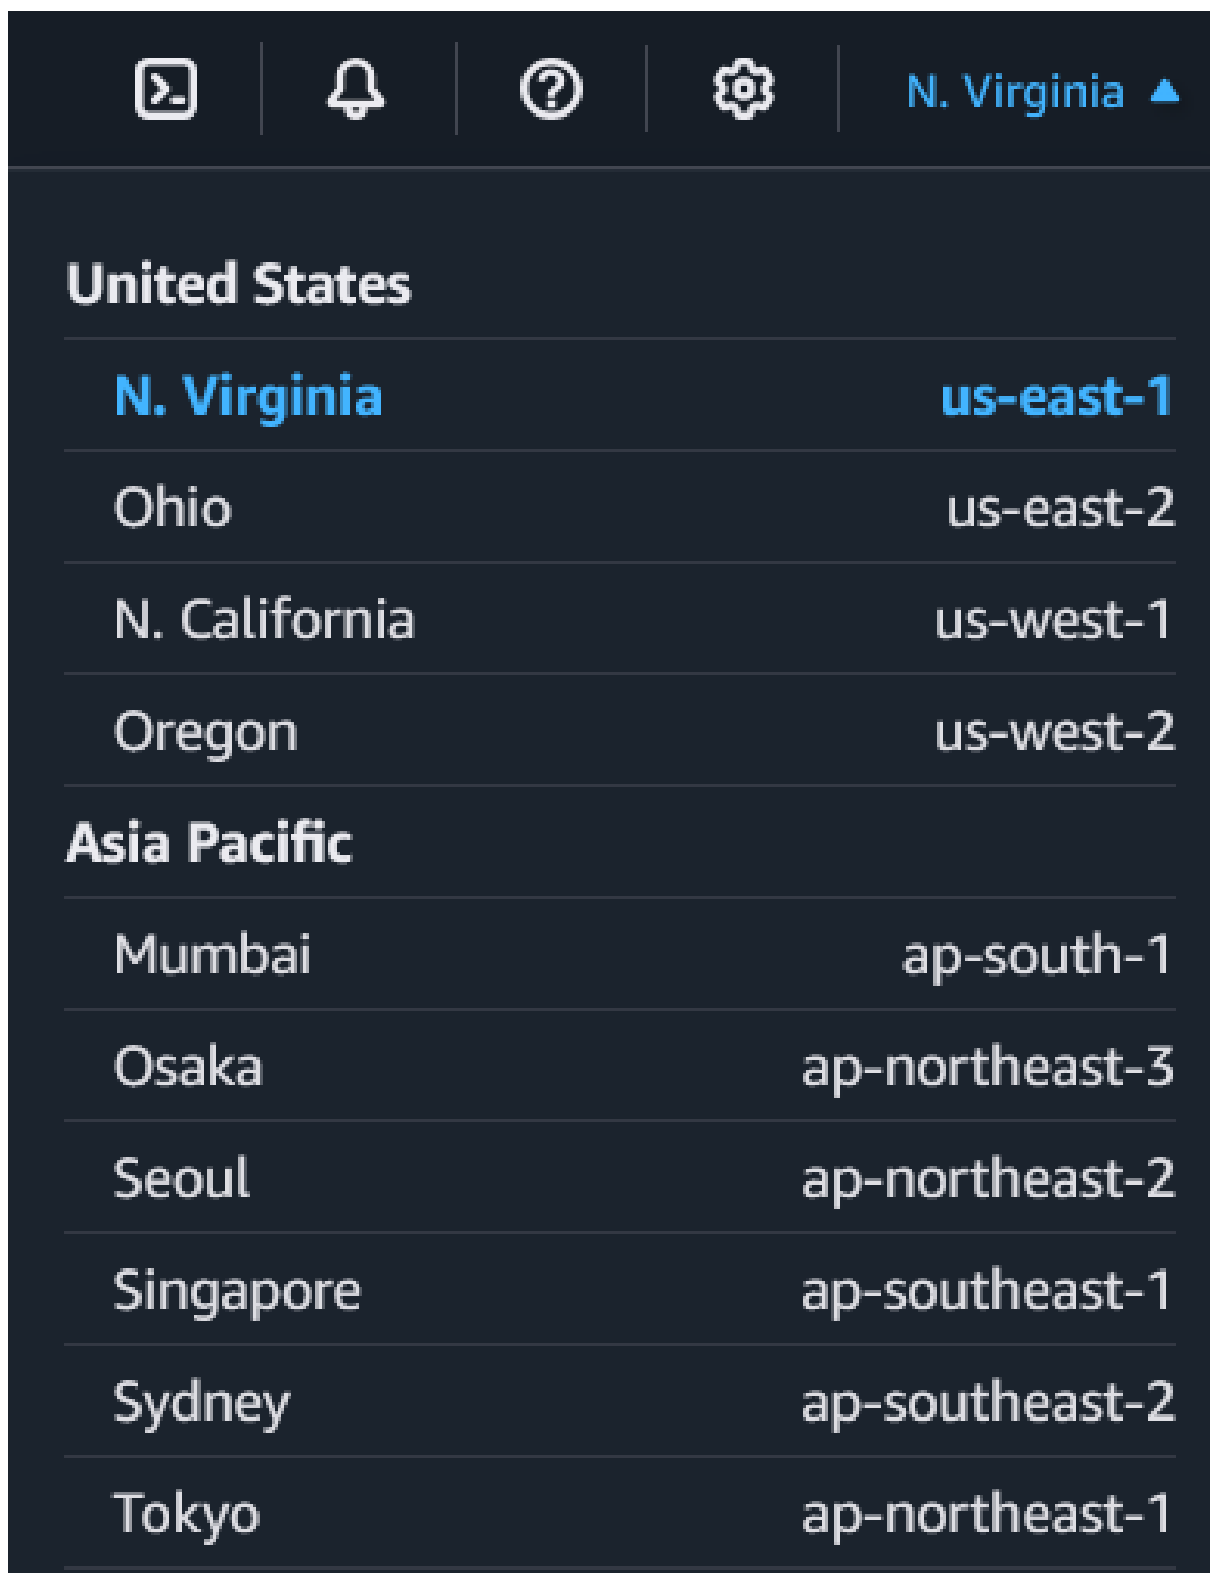 N. Virginia ▲
United States
N. Virginia us-east-1
Ohio us-east-2
N. California us-west-1
Oregon us-west-2
Asia Pacific
Mumbai ap-south-1
Osaka ap-northeast-3
Seoul ap-northeast-2
Singapore ap-southeast-1
Sydney ap-southeast-2
Tokyo ap-northeast-1